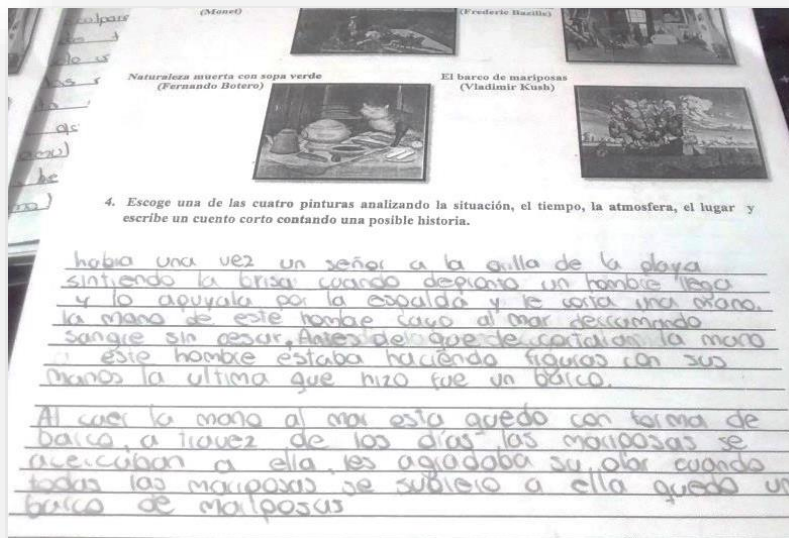 (Monet)
(Frederic Bazille)
Naturaleza muerta con sopa verde
(Fernando Botero)
El barco de mariposas
(Vladimir Kush)
4. Escoge una de las cuatro pinturas analizando la situación, el tiempo, la atmosfera, el lugar y
escribe un cuento corto contando una posible historia.
habia una vez un señor a la orilla de la playa
sintiendo la brisa cuando depronto un hombre llega
y lo apuñala por la espalda y le corta una mano.
la mano de este hombre cayo al mar derramando
sangre sin cesar, Antes del que le cortaran la mano
este hombre estaba haciendo figuras con sus
manos la ultima que hizo fue un barco.
Al caer la mano al mar esta quedo con forma de
barco, a travez de los días las mariposas se
acercaban a ella, les agradaba su olor cuando
todas las mariposas se subiero a ella quedo un
barco de mariposas